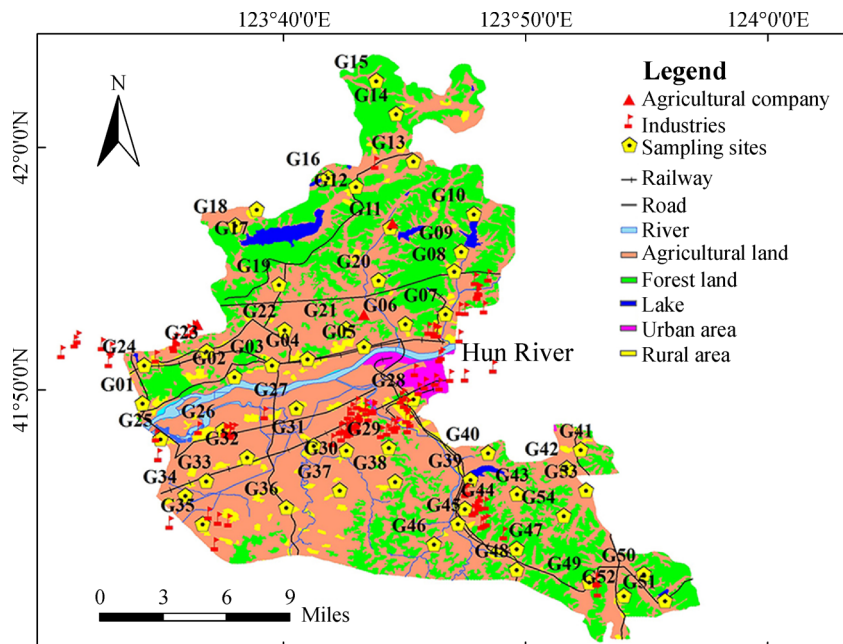 123°40′0″E
123°50′0″E
124°0′0″E
42°0′0″N
41°50′0″N
N
Legend
Agricultural company
Industries
Sampling sites
Railway
Road
River
Agricultural land
Forest land
Lake
Urban area
Rural area
G15
G14
G13
G16
G12
G11
G10
G18
G17
G09
G08
G20
G19
G07
G06
G21
G22
G05
G23
G04
G03
G02
G24
Hun River
G01
G27
G28
G26
G25
G31
G29
G32
G30
G40
G41
G42
G33
G37
G38
G39
G43
G53
G34
G36
G44
G54
G35
G45
G46
G47
G48
G49
G50
G52
G51
0 3 6 9 Miles